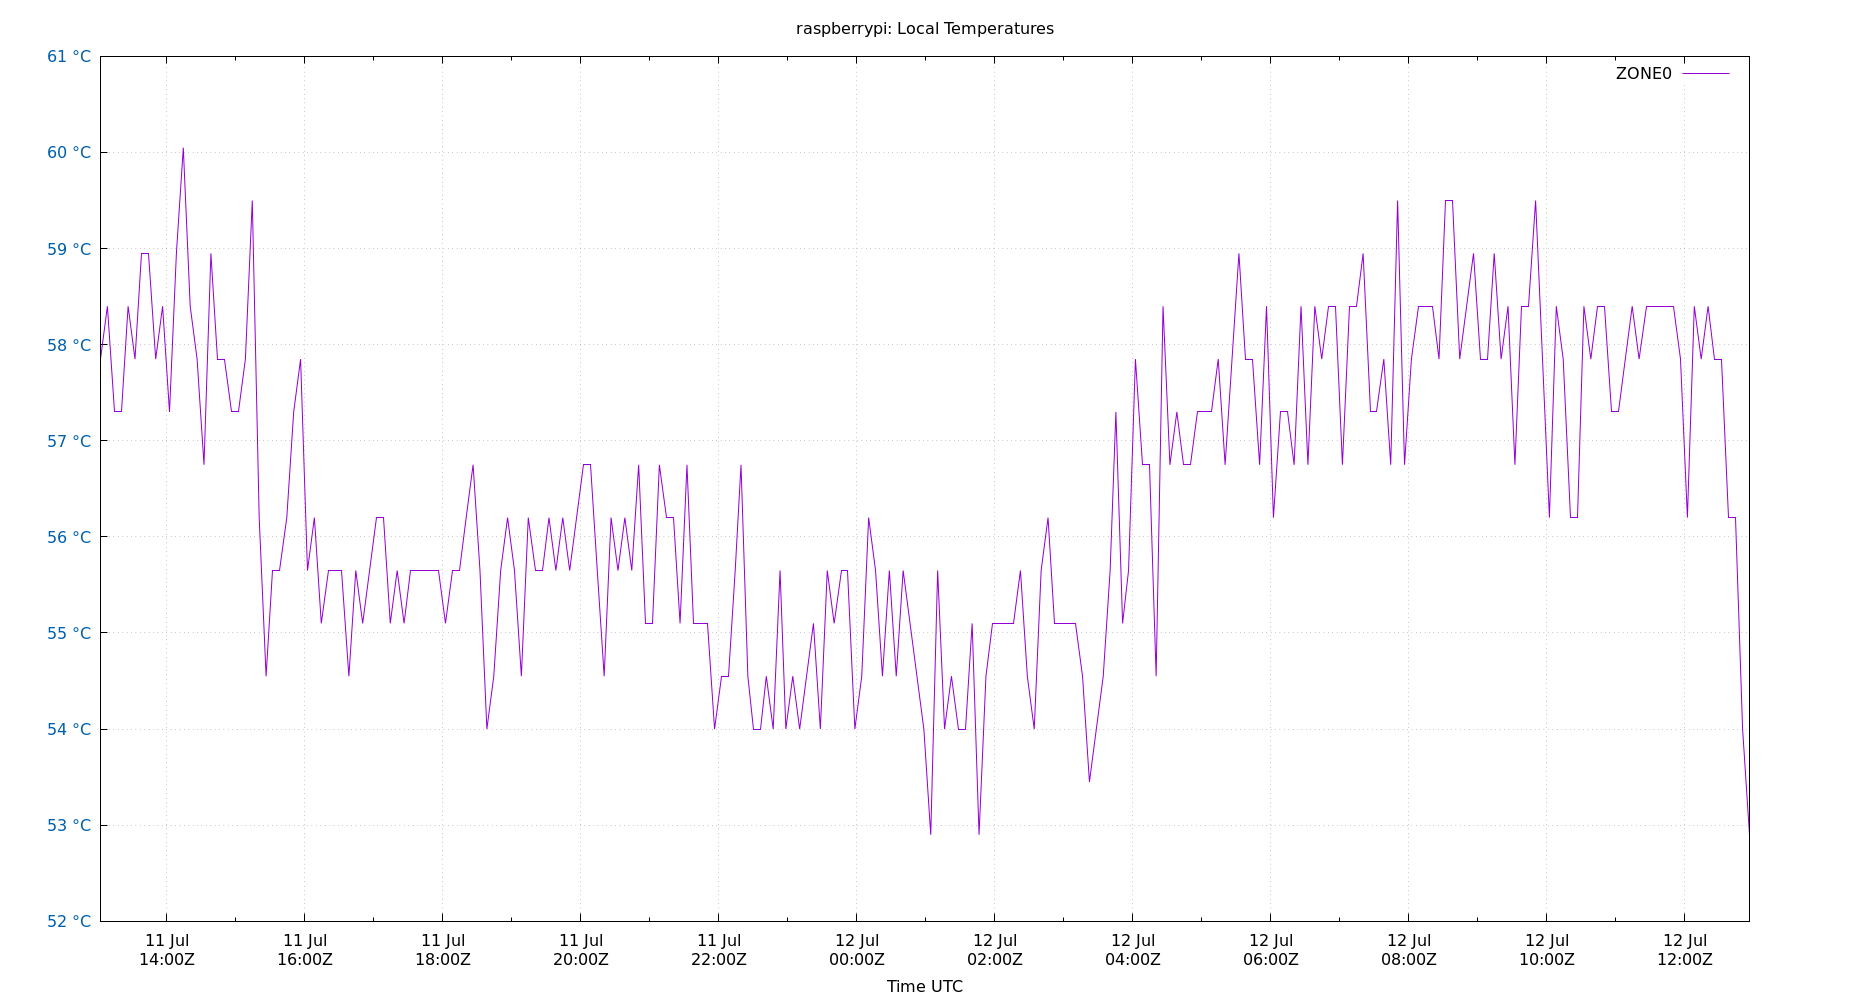 raspberrypi: Local Temperatures
61 °C
ZONE0
60 °C
59 °C
58 °C
57 °C
56 °C
55 °C
54 °C
53 °C
52 °C
11 Jul 11 Jul 11 Jul 11 Jul 11 Jul 12 Jul 12 Jul 12 Jul 12 Jul 12 Jul 12 Jul 12 Jul
14:00Z 16:00Z 18:00Z 20:00Z 22:00Z 00:00Z 02:00Z 04:00Z 06:00Z 08:00Z 10:00Z 12:00Z
Time UTC